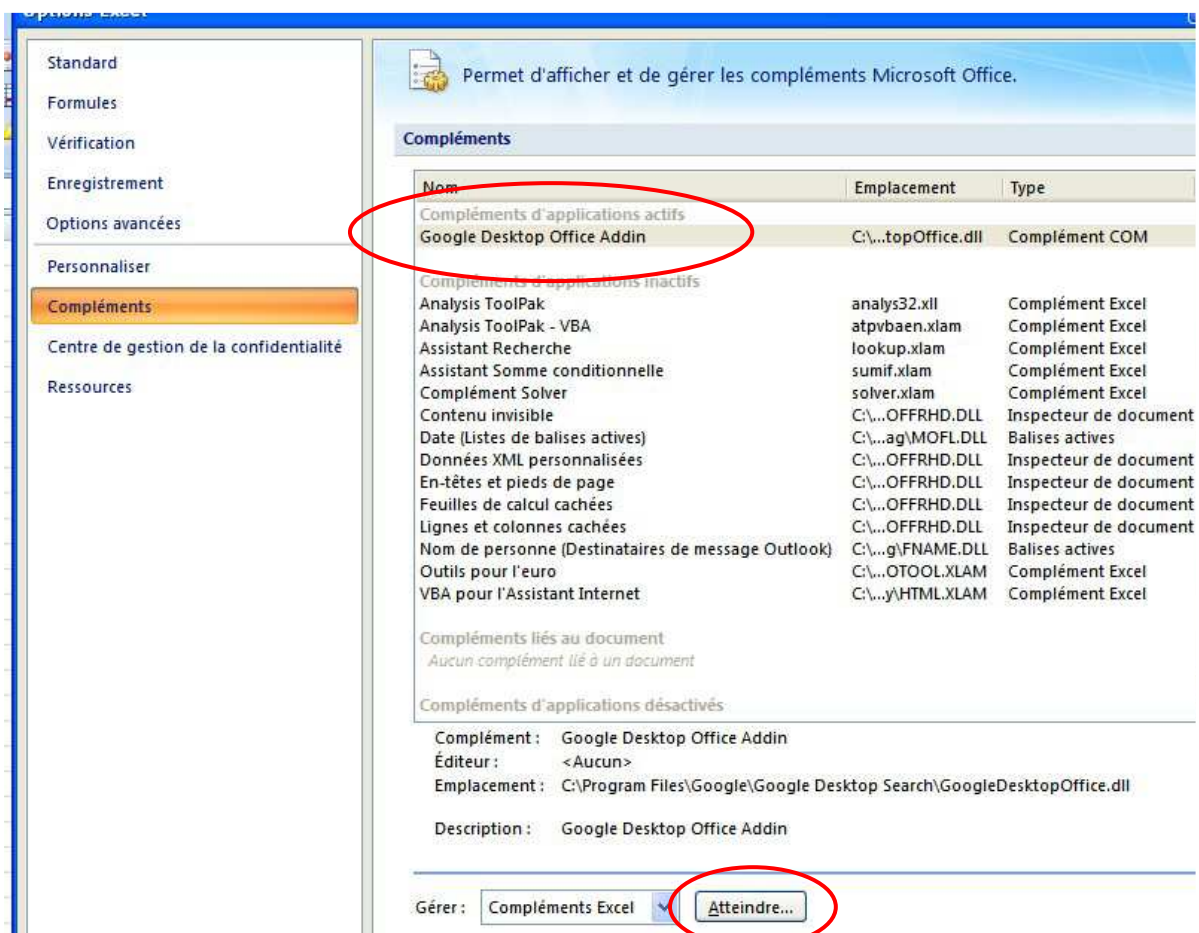 Options Excel
Standard
Formules
Vérification
Enregistrement
Options avancées
Personnaliser
Compléments
Centre de gestion de la confidentialité
Ressources
Permet d'afficher et de gérer les compléments Microsoft Office.
Compléments
Nom Emplacement Type
Compléments d'applications actifs
Google Desktop Office Addin C:\...topOffice.dll Complément COM
Compléments d'applications inactifs
Analysis ToolPak analys32.xll Complément Excel
Analysis ToolPak - VBA atpvbaen.xlam Complément Excel
Assistant Recherche lookup.xlam Complément Excel
Assistant Somme conditionnelle sumif.xlam Complément Excel
Complément Solver solver.xlam Complément Excel
Contenu invisible C:\...OFFRHD.DLL Inspecteur de document
Date (Listes de balises actives) C:\...ag\MOFL.DLL Balises actives
Données XML personnalisées C:\...OFFRHD.DLL Inspecteur de document
En-têtes et pieds de page C:\...OFFRHD.DLL Inspecteur de document
Feuilles de calcul cachées C:\...OFFRHD.DLL Inspecteur de document
Lignes et colonnes cachées C:\...OFFRHD.DLL Inspecteur de document
Nom de personne (Destinataires de message Outlook) C:\...g\FNAME.DLL Balises actives
Outils pour l'euro C:\...OTOOL.XLAM Complément Excel
VBA pour l'Assistant Internet C:\...y\HTML.XLAM Complément Excel
Compléments liés au document
Aucun complément lié à un document
Compléments d'applications désactivés
Complément : Google Desktop Office Addin
Éditeur : <Aucun>
Emplacement : C:\Program Files\Google\Google Desktop Search\GoogleDesktopOffice.dll
Description : Google Desktop Office Addin
Gérer : Compléments Excel Atteindre...